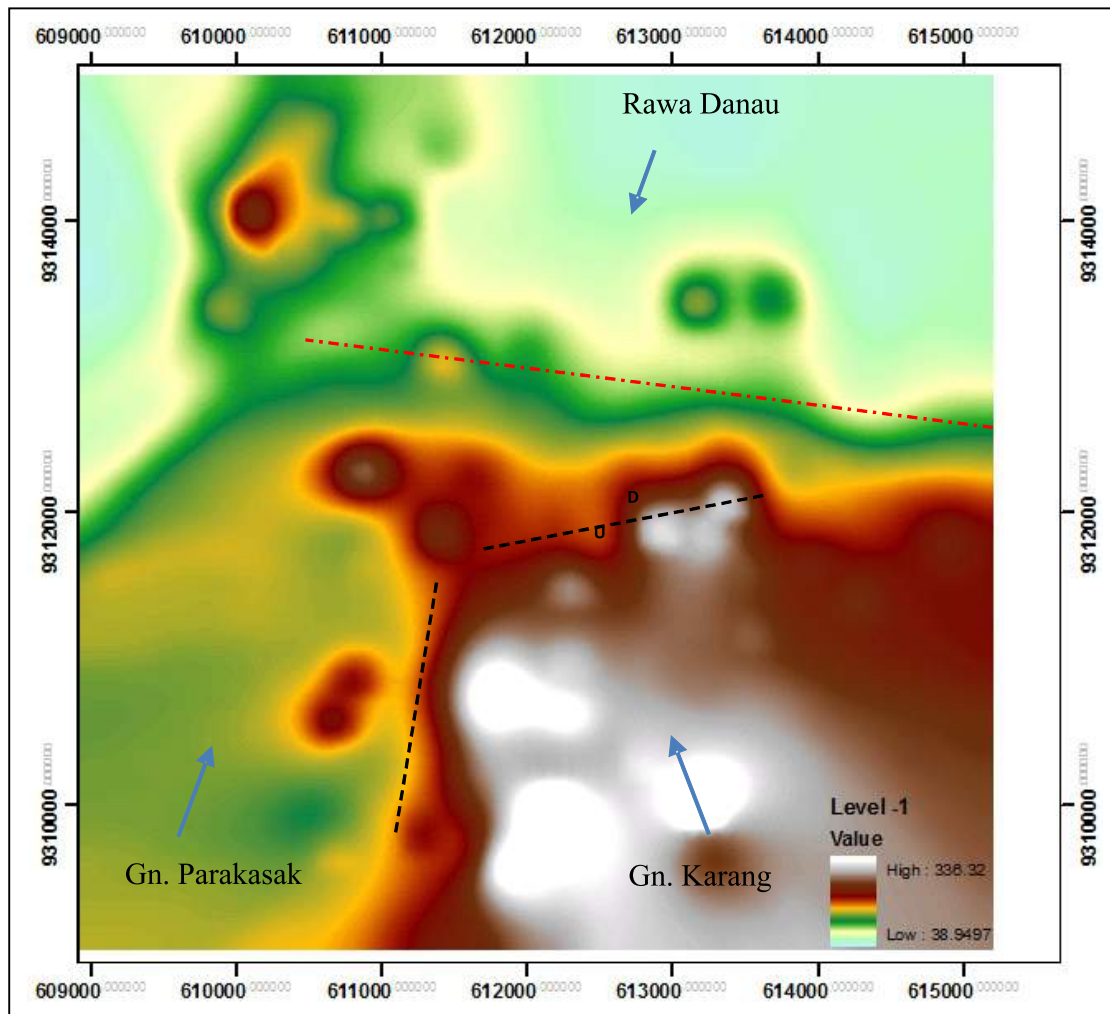 609000 610000 611000 612000 613000 614000 615000
Rawa Danau
9314000 9314000
D
9312000 9312000
U
9310000 9310000
Level -1
Value
Gn. Parakasak Gn. Karang High : 336.32
Low : 38.9497
609000 610000 611000 612000 613000 614000 615000